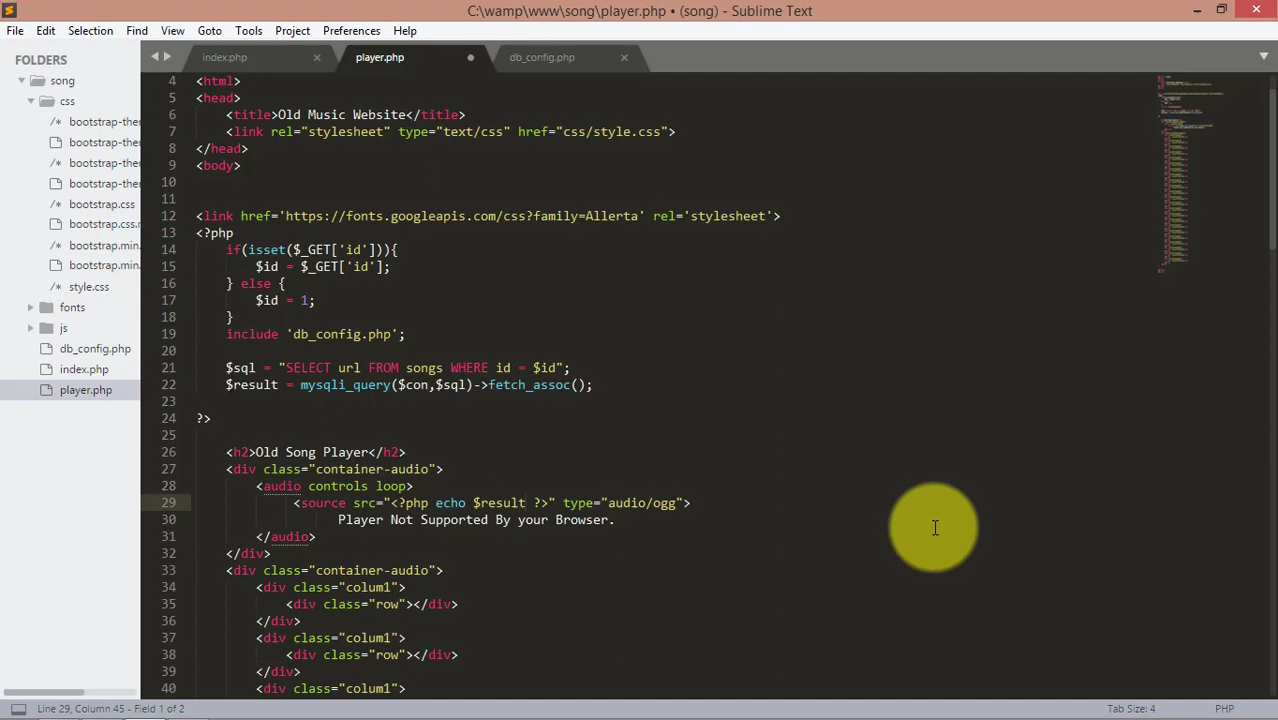 C:\wamp\www\song\player.php • (song) - Sublime Text
File Edit Selection Find View Goto Tools Project Preferences Help
FOLDERS
song
css
bootstrap-the
bootstrap-the
bootstrap-the
bootstrap-the
bootstrap.css
bootstrap.css.
bootstrap.min.
bootstrap.min.
style.css
fonts
js
db_config.php
index.php
player.php
index.php player.php db_config.php
4 <html>
5 <head>
6 <title>Old Music Website</title>
7 <link rel="stylesheet" type="text/css" href="css/style.css">
8 </head>
9 <body>
10
11
12 <link href='https://fonts.googleapis.com/css?family=Allerta' rel='stylesheet'>
13 <?php
14 if(isset($_GET['id'])){
15 $id = $_GET['id'];
16 } else {
17 $id = 1;
18 }
19 include 'db_config.php';
20
21 $sql = "SELECT url FROM songs WHERE id = $id";
22 $result = mysqli_query($con,$sql)->fetch_assoc();
23
24 ?>
25
26 <h2>Old Song Player</h2>
27 <div class="container-audio">
28 <audio controls loop>
29 <source src="<?php echo $result ?>" type="audio/ogg">
30 Player Not Supported By your Browser.
31 </audio>
32 </div>
33 <div class="container-audio">
34 <div class="colum1">
35 <div class="row"></div>
36 </div>
37 <div class="colum1">
38 <div class="row"></div>
39 </div>
40 <div class="colum1">
Line 29, Column 45 - Field 1 of 2
Tab Size: 4
PHP